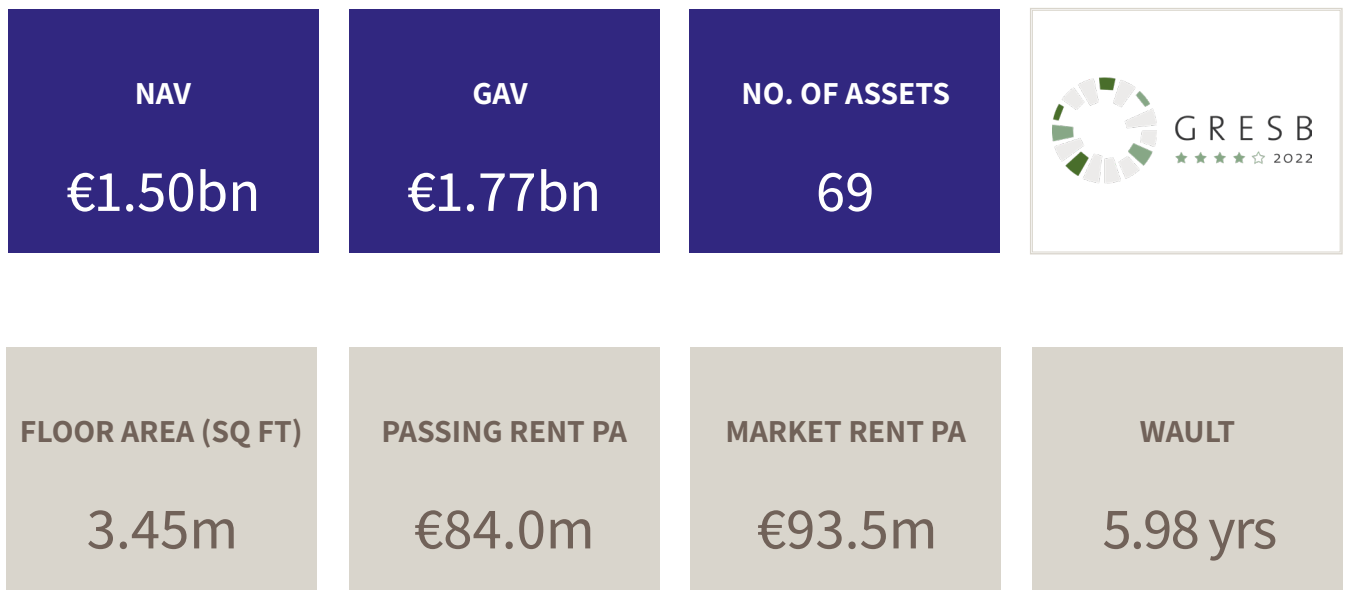 NAV
€1.50bn
GAV
€1.77bn
NO. OF ASSETS
69
GRESB
★★★★☆ 2022
FLOOR AREA (SQ FT)
3.45m
PASSING RENT PA
€84.0m
MARKET RENT PA
€93.5m
WAULT
5.98 yrs